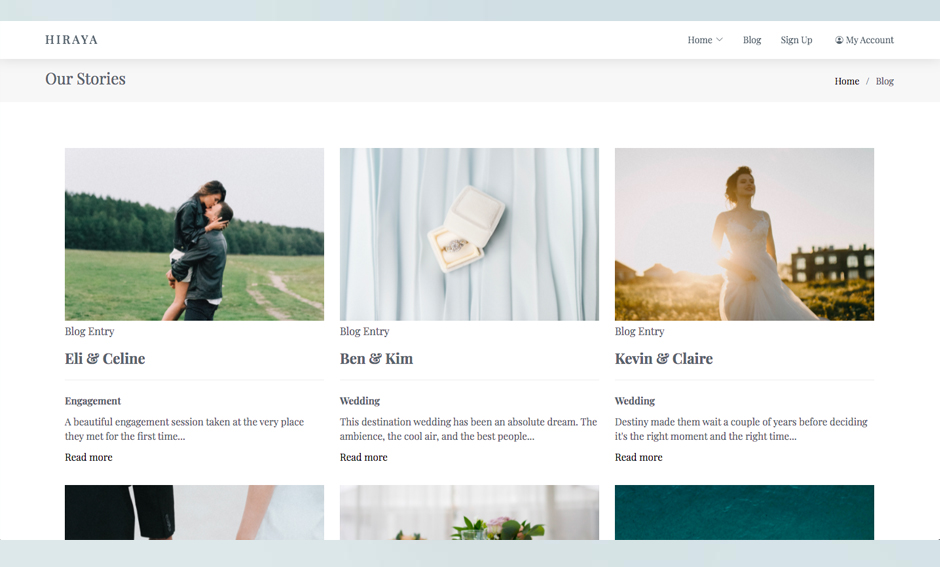 HIRAYA
Home Blog Sign Up My Account
Our Stories
Home / Blog
Blog Entry
Eli & Celine
Engagement
A beautiful engagement session taken at the very place
they met for the first time...
Read more
Blog Entry
Ben & Kim
Wedding
This destination wedding has been an absolute dream. The
ambience, the cool air, and the best people...
Read more
Blog Entry
Kevin & Claire
Wedding
Destiny made them wait a couple of years before deciding
it's the right moment and the right time...
Read more